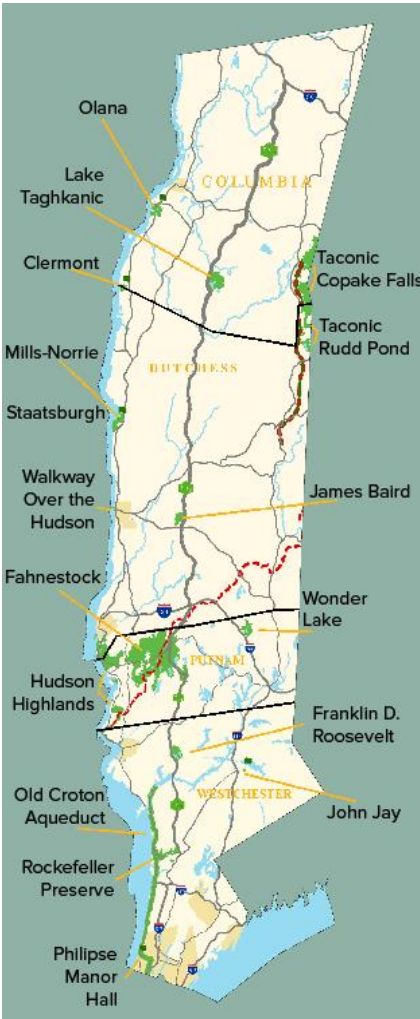 Olana
COLUMBIA
Lake
Taghkanic
Clermont
Taconic
Copake Falls
Taconic
Rudd Pond
Mills-Norrie
DUTCHESS
Staatsburgh
Walkway
Over the
Hudson
James Baird
Fahnestock
Wonder
Lake
PUTNAM
Hudson
Highlands
Franklin D.
Roosevelt
WESTCHESTER
Old Croton
Aqueduct
John Jay
Rockefeller
Preserve
Philipse
Manor
Hall